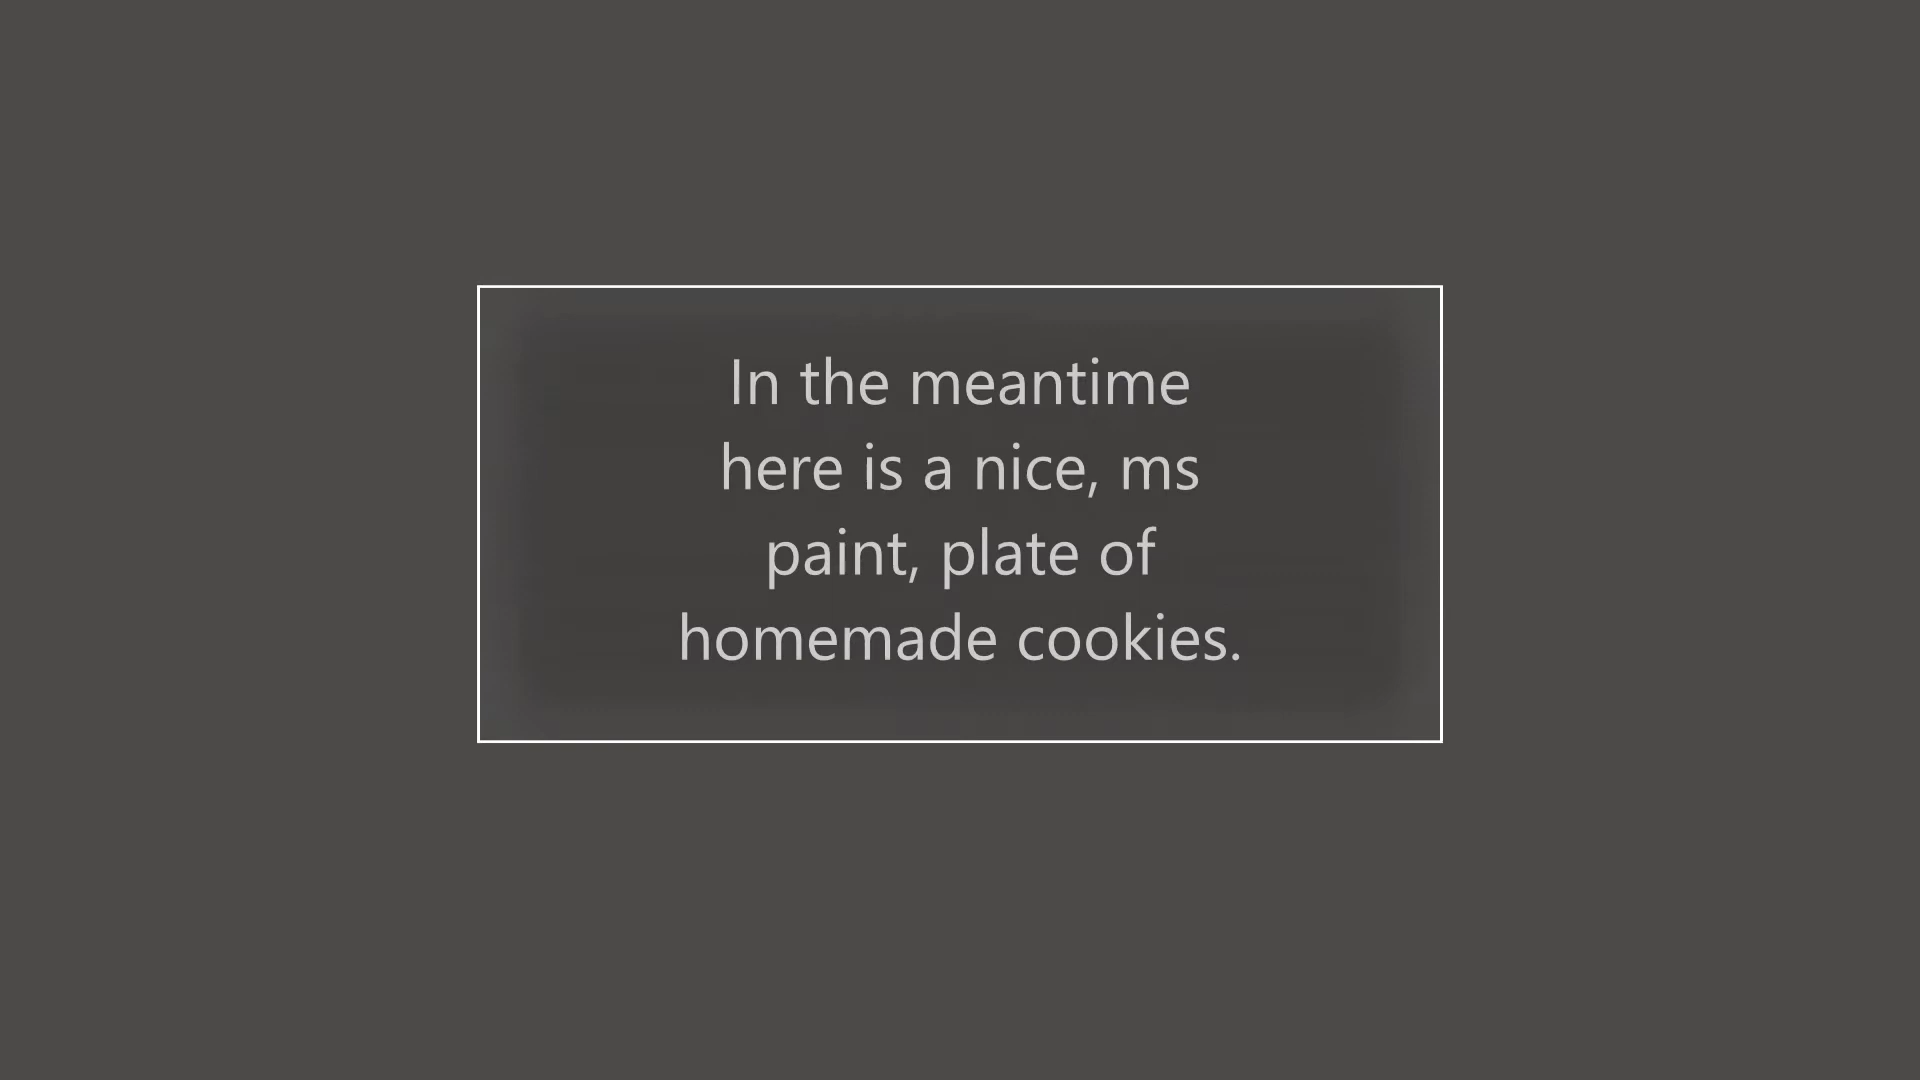 In the meantime
here is a nice, ms
paint, plate of
homemade cookies.